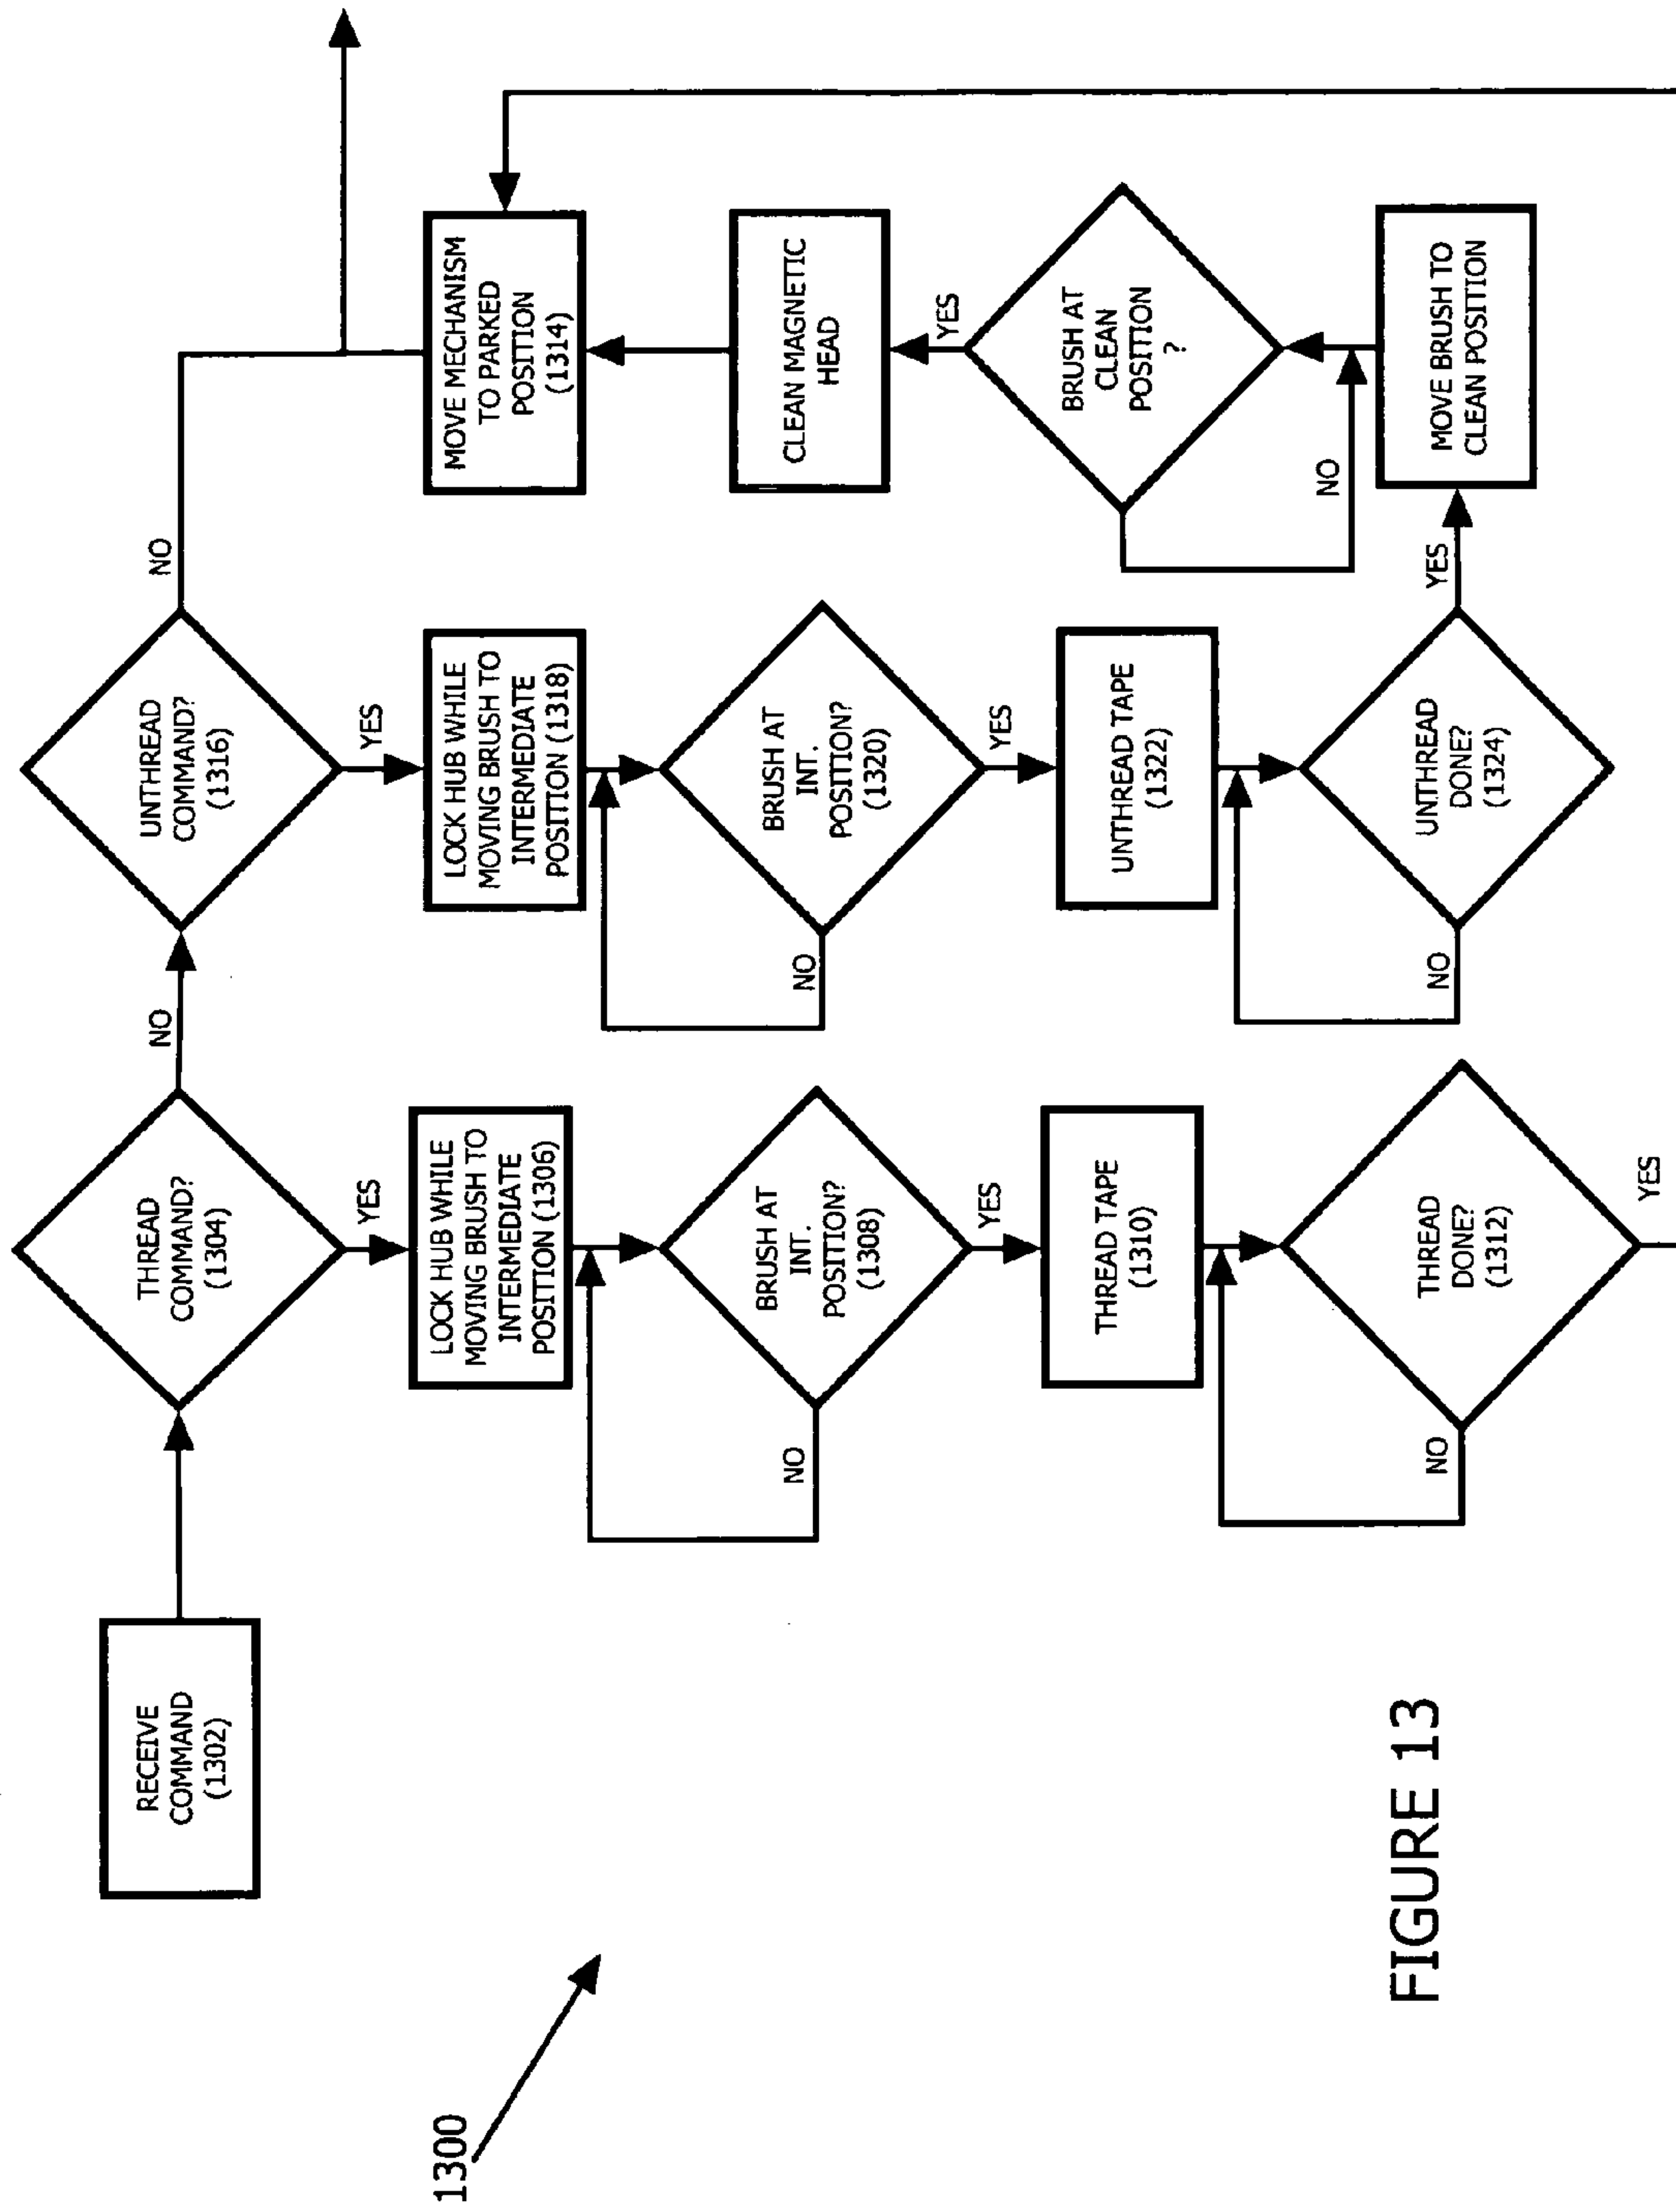 1300
RECEIVE
COMMAND
(1302)
THREAD
COMMAND?
(1304)
NO
YES
LOCK HUB WHILE
MOVING BRUSH TO
INTERMEDIATE
POSITION (1306)
BRUSH AT
INT.
POSITION?
(1308)
NO
YES
THREAD TAPE
(1310)
THREAD
DONE?
(1312)
NO
YES
UNTHREAD
COMMAND?
(1316)
NO
YES
LOCK HUB WHILE
MOVING BRUSH TO
INTERMEDIATE
POSITION (1318)
BRUSH AT
INT.
POSITION?
(1320)
NO
YES
UNTHREAD TAPE
(1322)
UNTHREAD
DONE?
(1324)
NO
YES
MOVE MECHANISM
TO PARKED
POSITION
(1314)
CLEAN MAGNETIC
HEAD
YES
BRUSH AT
CLEAN
POSITION
?
NO
MOVE BRUSH TO
CLEAN POSITION
FIGURE 13